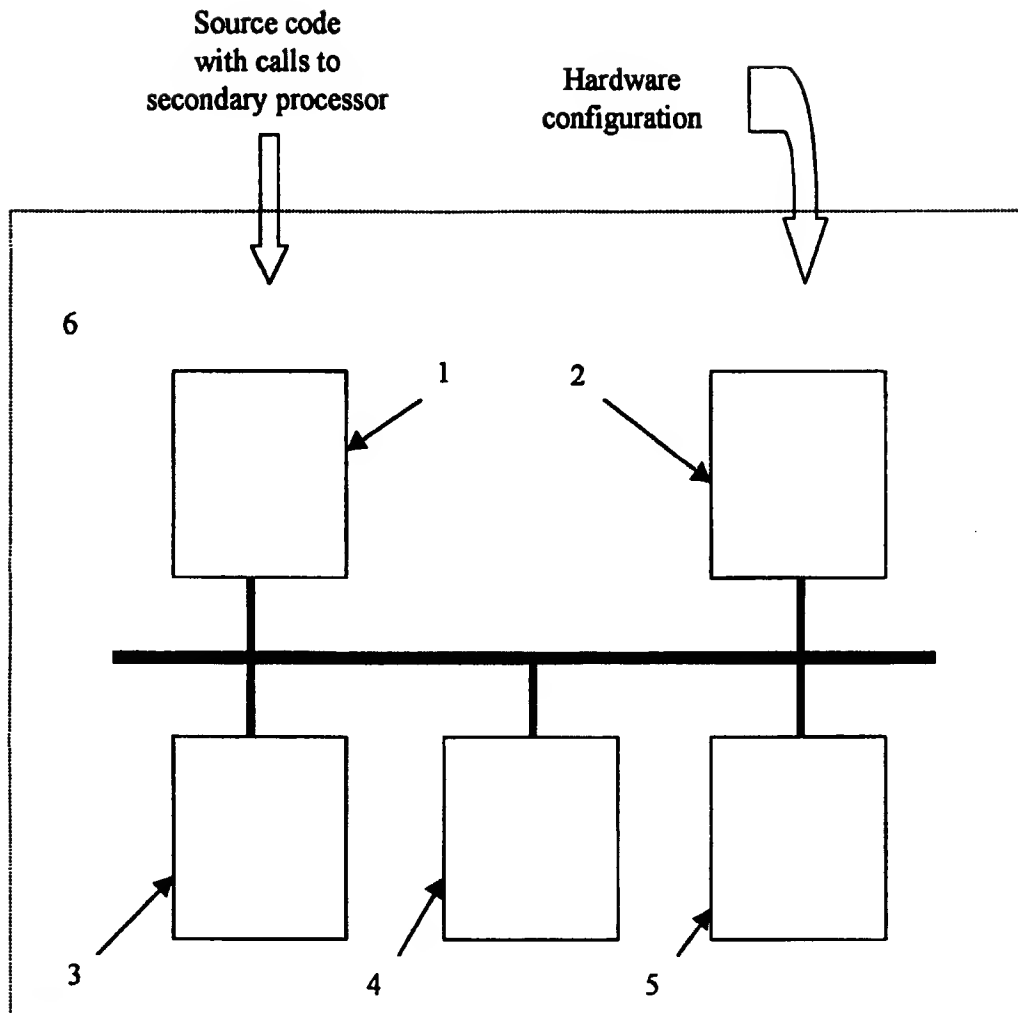 Source code
with calls to
secondary processor
Hardware
configuration
6
1
2
3
4
5